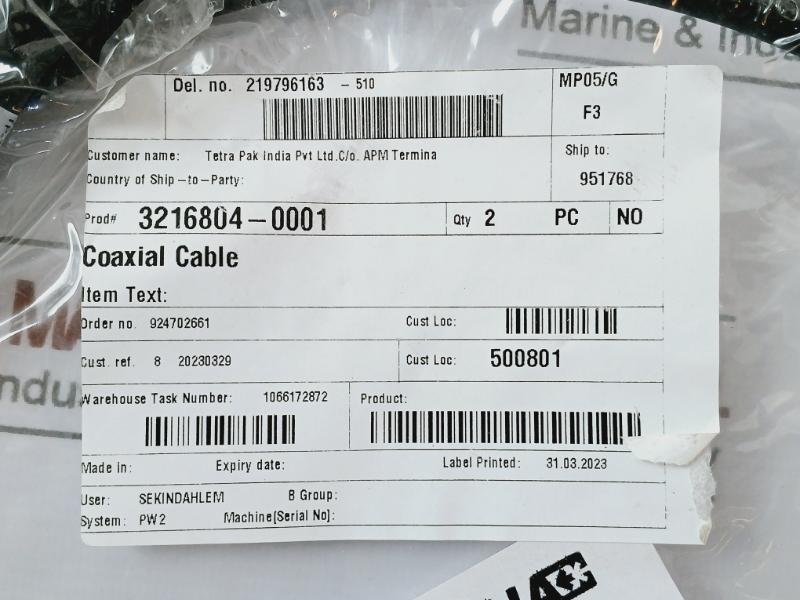 Marine &
Del. no. 219796163 - 510
MP05/G
F3
Customer name: Tetra Pak India Pvt Ltd.C/o. APM Termina
Ship to:
Country of Ship-to-Party:
951768
Prod# 3216804-0001
Qty 2 PC NO
Coaxial Cable
Item Text:
Order no. 924702661 Cust Loc:
Cust. ref. 8 20230329 Cust Loc: 500801
Warehouse Task Number: 1066172872 Product:
Made in: Expiry date: Label Printed: 31.03.2023
User: SEKINDAHLEM B Group:
System: PW2 Machine(Serial No):